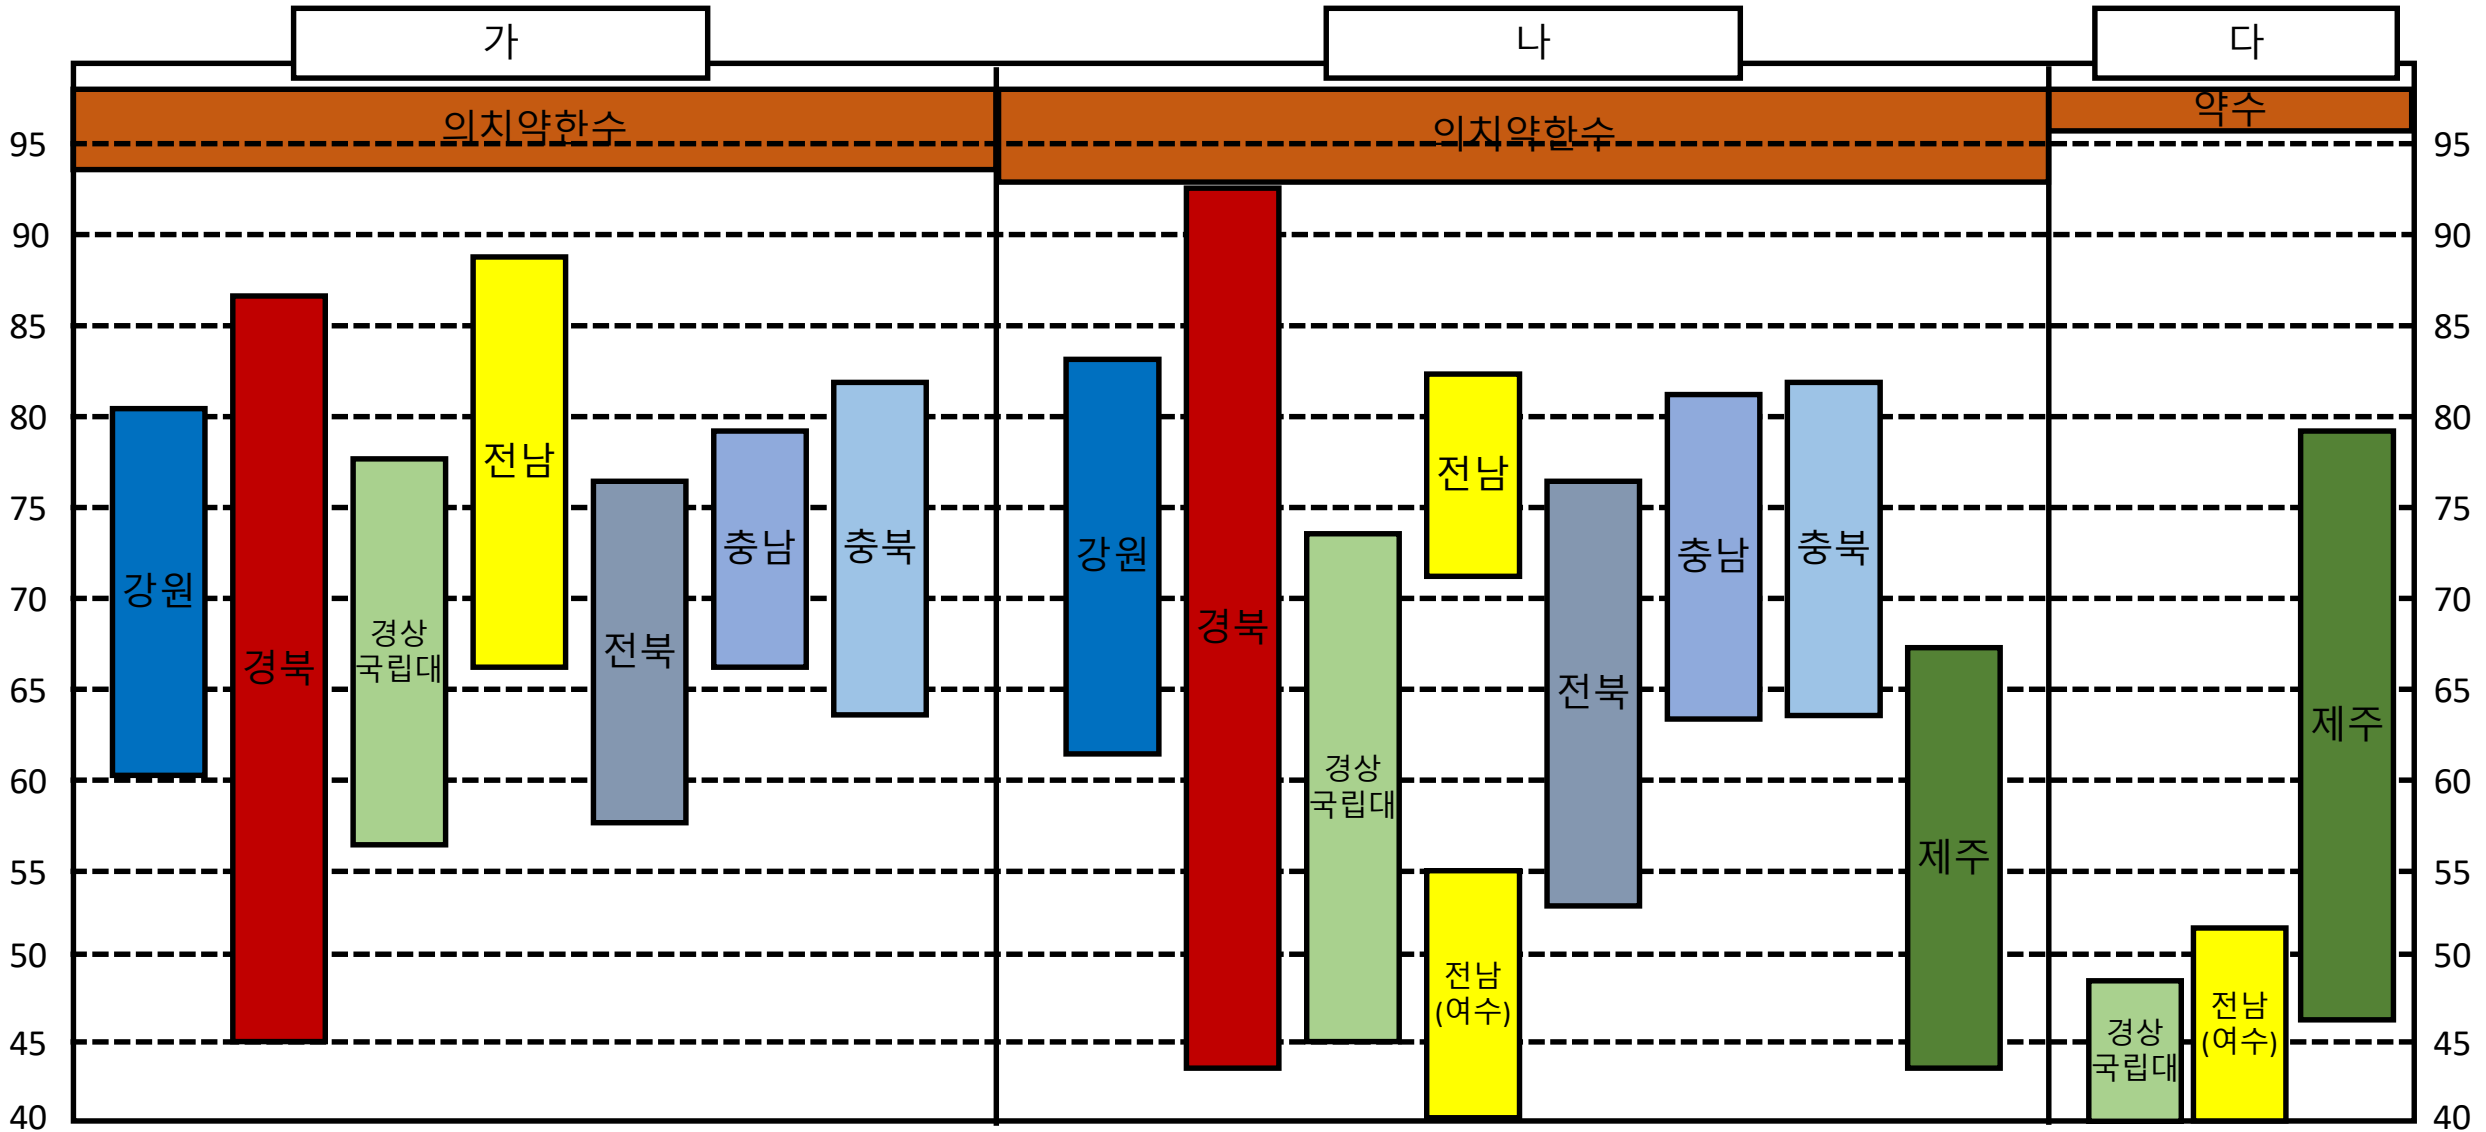 가
나
다
의치약한수
의치약한수
약수
95
90
85
80
75
70
65
60
55
50
45
40
강원
경북
경상
국립대
전남
전북
충남
충북
강원
경북
경상
국립대
전남
전남
(여수)
전북
충남
충북
제주
경상
국립대
전남
(여수)
제주
95
90
85
80
75
70
65
60
55
50
45
40